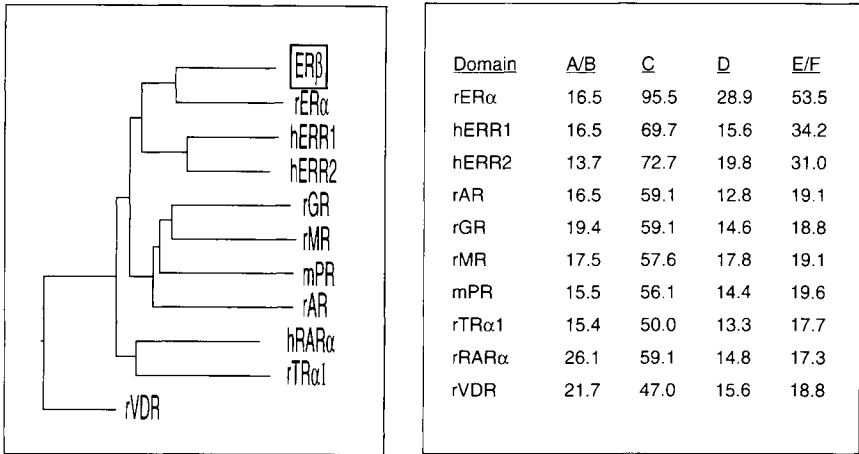 ERβ
rERα
hERR1
hERR2
rGR
rMR
mPR
rAR
hRARα
rTRα1
rVDR
Domain A/B C D E/F
rERα 16.5 95.5 28.9 53.5
hERR1 16.5 69.7 15.6 34.2
hERR2 13.7 72.7 19.8 31.0
rAR 16.5 59.1 12.8 19.1
rGR 19.4 59.1 14.6 18.8
rMR 17.5 57.6 17.8 19.1
mPR 15.5 56.1 14.4 19.6
rTRα1 15.4 50.0 13.3 17.7
rRARα 26.1 59.1 14.8 17.3
rVDR 21.7 47.0 15.6 18.8